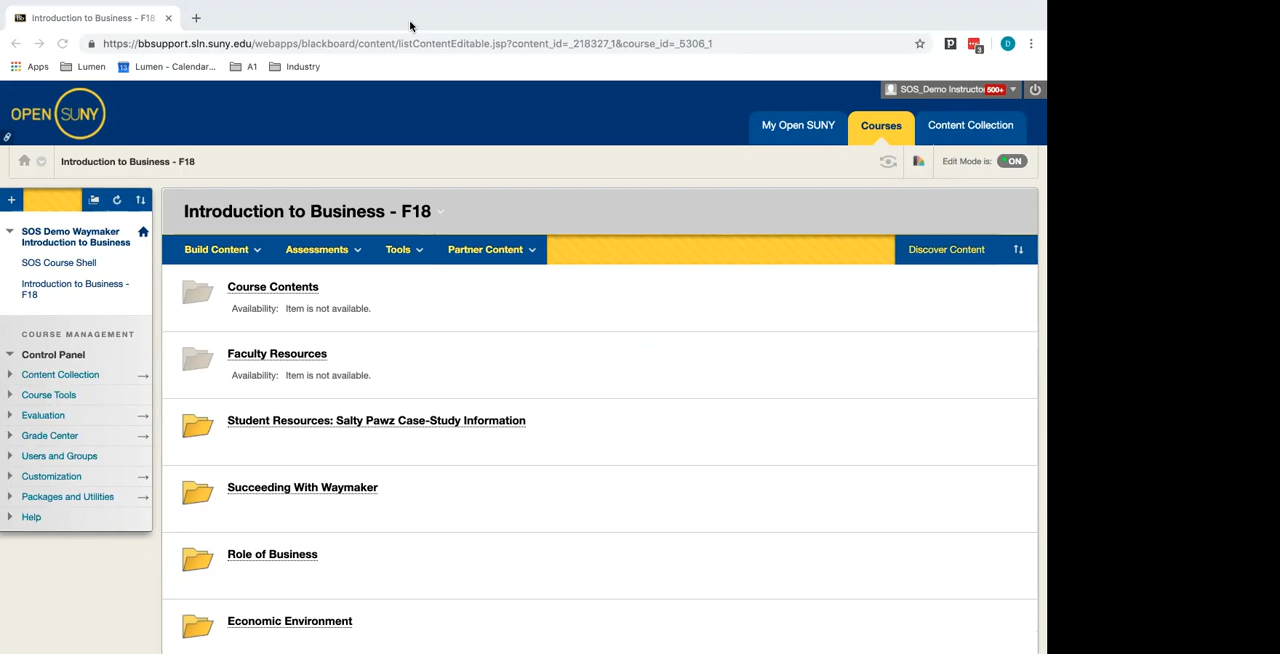 Introduction to Business - F18
https://bbsupport.sln.suny.edu/webapps/blackboard/content/listContentEditable.jsp?content_id=_218327_1&course_id=_5306_1
3
D
Apps Lumen Lumen - Calendar... A1 Industry
SOS_Demo Instructor 500+
OPEN SUNY
My Open SUNY Courses Content Collection
Introduction to Business - F18
Edit Mode is: ON
SOS Demo Waymaker
Introduction to Business
SOS Course Shell
Introduction to Business -
F18
COURSE MANAGEMENT
Control Panel
Content Collection
Course Tools
Evaluation
Grade Center
Users and Groups
Customization
Packages and Utilities
Help
Introduction to Business - F18
Build Content Assessments Tools Partner Content Discover Content
Course Contents
Availability: Item is not available.
Faculty Resources
Availability: Item is not available.
Student Resources: Salty Pawz Case-Study Information
Succeeding With Waymaker
Role of Business
Economic Environment